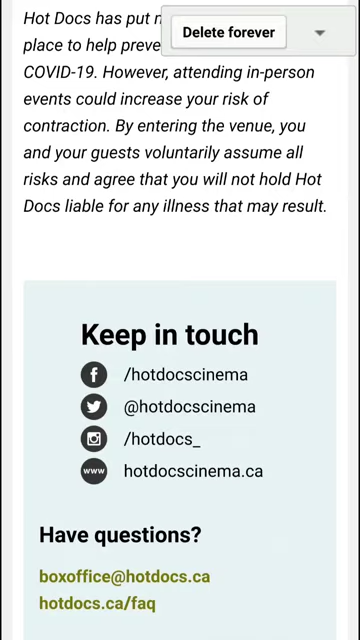 Hot Docs has put
Delete forever
place to help preve
COVID-19. However, attending in-person
events could increase your risk of
contraction. By entering the venue, you
and your guests voluntarily assume all
risks and agree that you will not hold Hot
Docs liable for any illness that may result.
Keep in touch
f /hotdocscinema
@hotdocscinema
/hotdocs_
www hotdocscinema.ca
Have questions?
boxoffice@hotdocs.ca
hotdocs.ca/faq